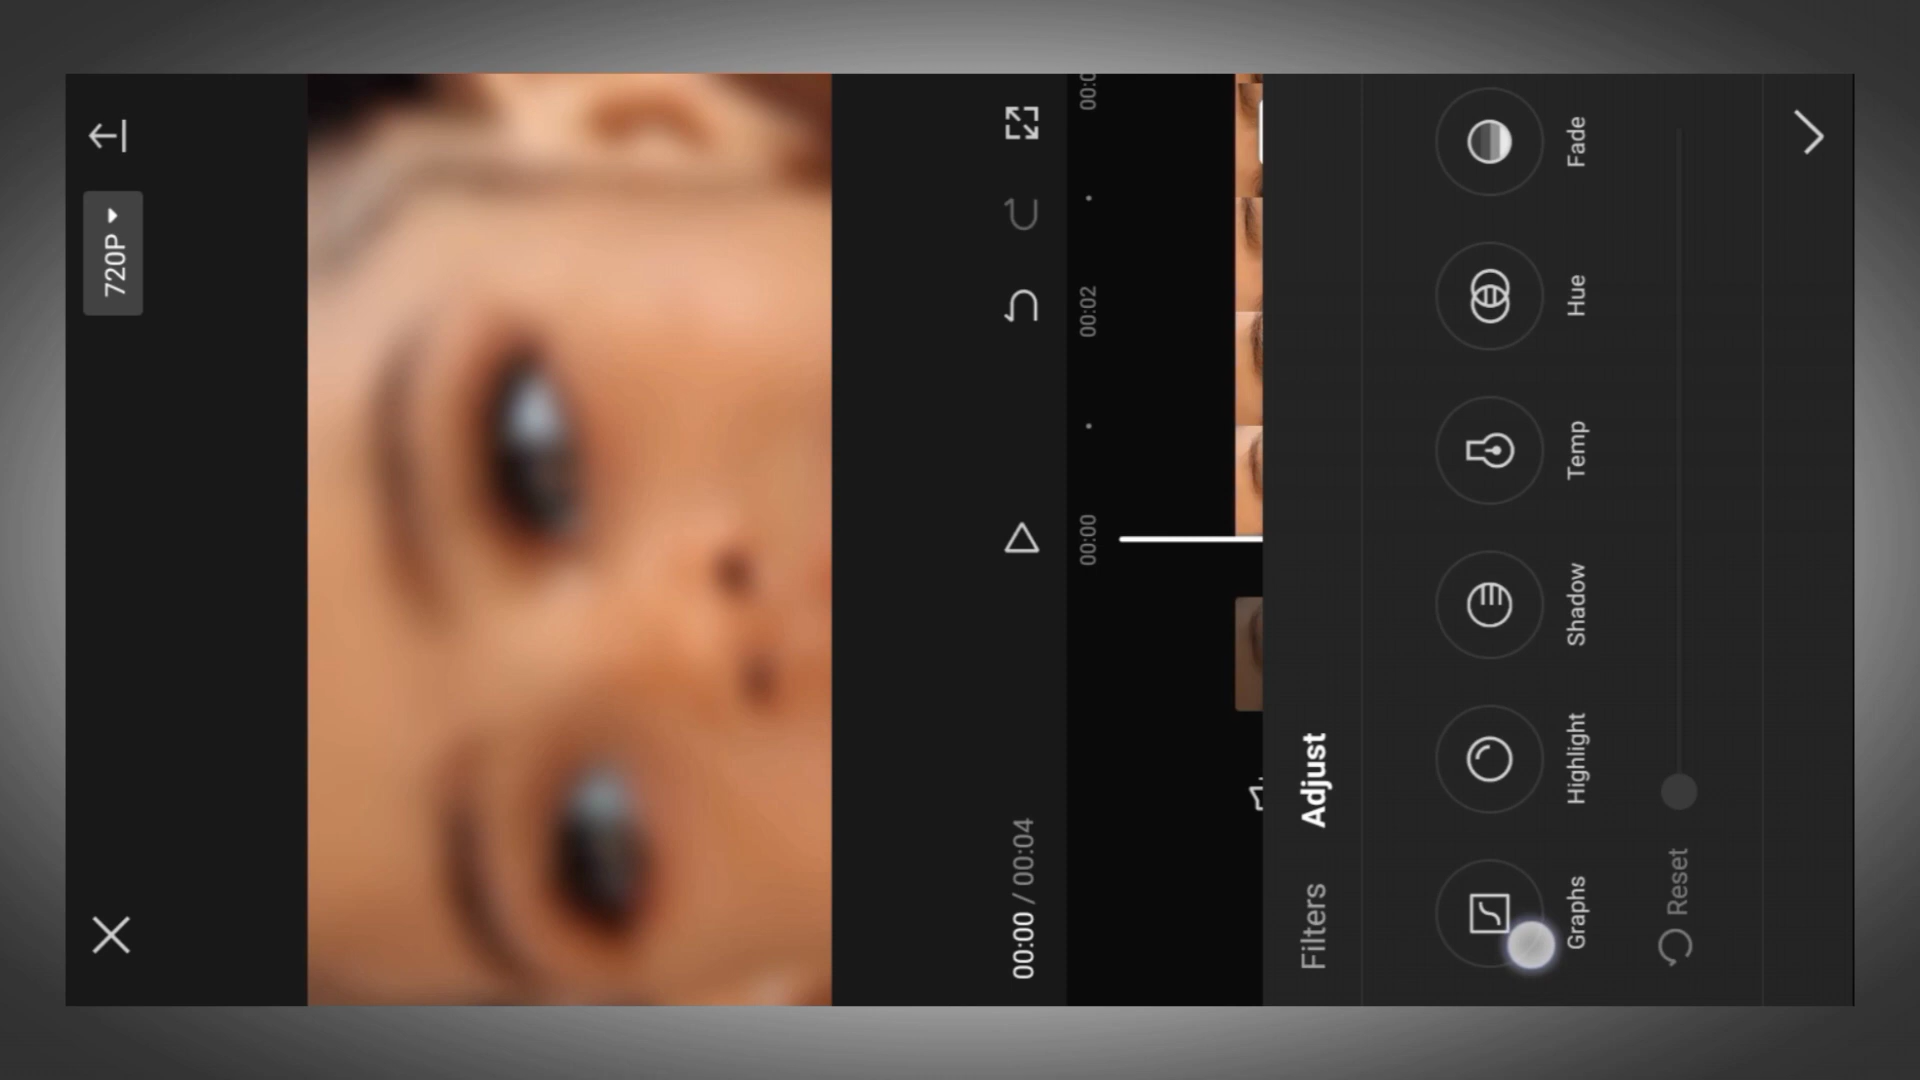 720P
00:00 / 00:04
00:00
00:02
Filters
Adjust
Graphs
Highlight
Shadow
Temp
Hue
Fade
Reset